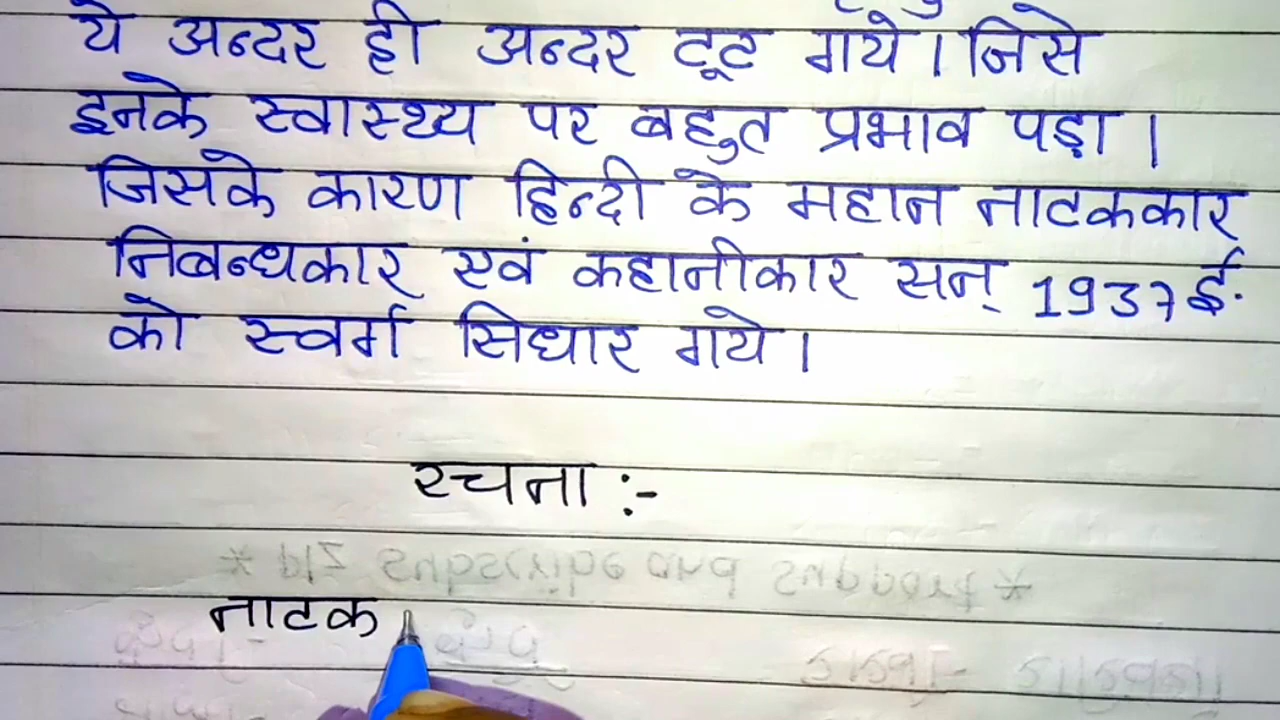 ये अन्दर ही अन्दर टूट गये । जिसे
इनके स्वास्थ्य पर बहुत प्रभाव पड़ा ।
जिसके कारण हिन्दी के महान नाटककार
निबन्धकार एवं कहानीकार सन् 1937 ई.
को स्वर्ग सिधार गये ।
रचना :-
नाटक